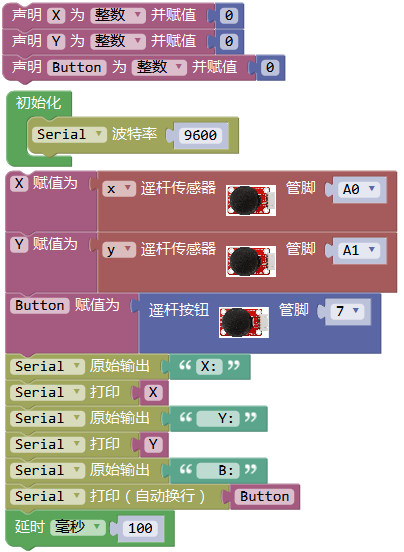 声明 X 为 整数 并赋值 0
声明 Y 为 整数 并赋值 0
声明 Button 为 整数 并赋值 0
初始化
Serial 波特率 9600
X 赋值为 x 遥杆传感器 管脚 A0
Y 赋值为 y 遥杆传感器 管脚 A1
Button 赋值为 遥杆按钮 管脚 7
Serial 原始输出 “ X: ”
Serial 打印 X
Serial 原始输出 “ Y: ”
Serial 打印 Y
Serial 原始输出 “ B: ”
Serial 打印（自动换行） Button
延时 毫秒 100